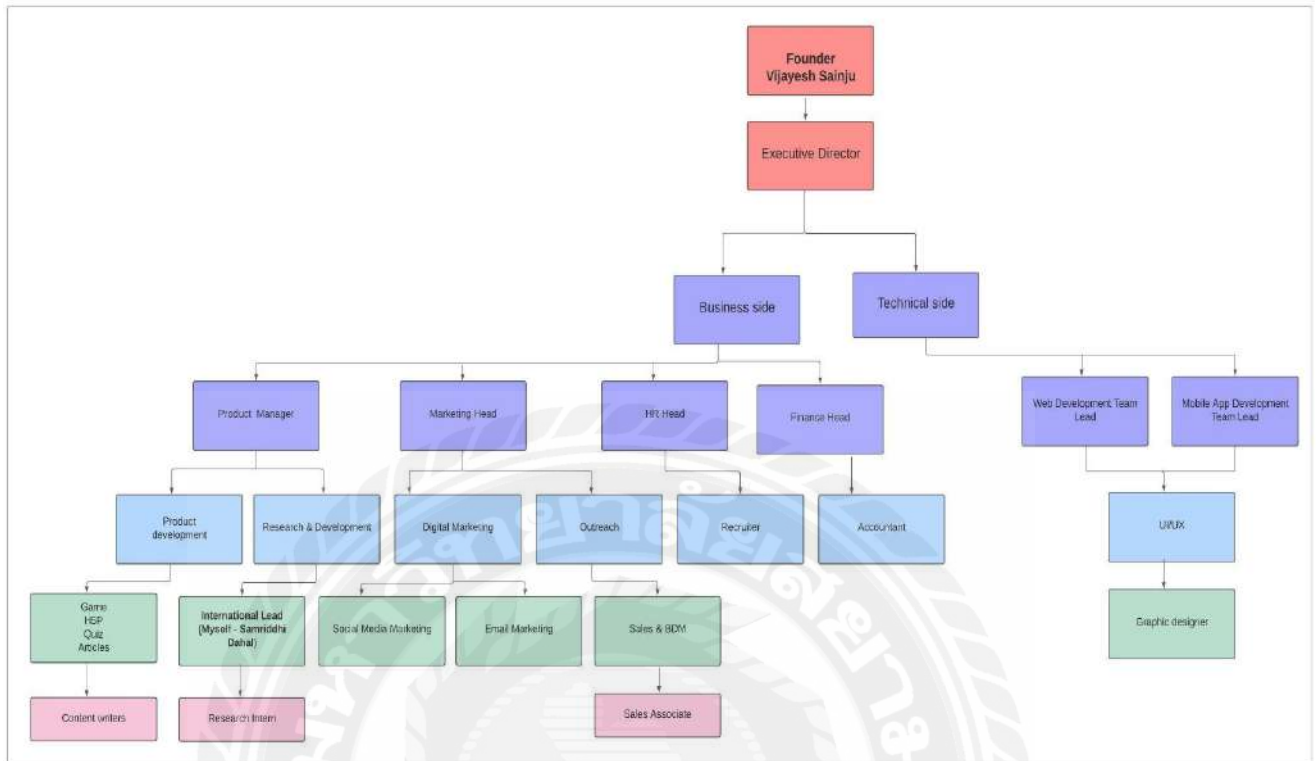 Founder
Vijayesh Sainju
Executive Director
Business side
Technical side
Product Manager
Marketing Head
HR Head
Finance Head
Web Development Team
Lead
Mobile App Development
Team Lead
Product
development
Research & Development
Digital Marketing
Outreach
Recruiter
Accountant
UI/UX
Game
H5P
Quiz
Articles
International Lead
(Myself - Samriddhi
Dahal)
Social Media Marketing
Email Marketing
Sales & BDM
Graphic designer
Content writers
Research Intern
Sales Associate